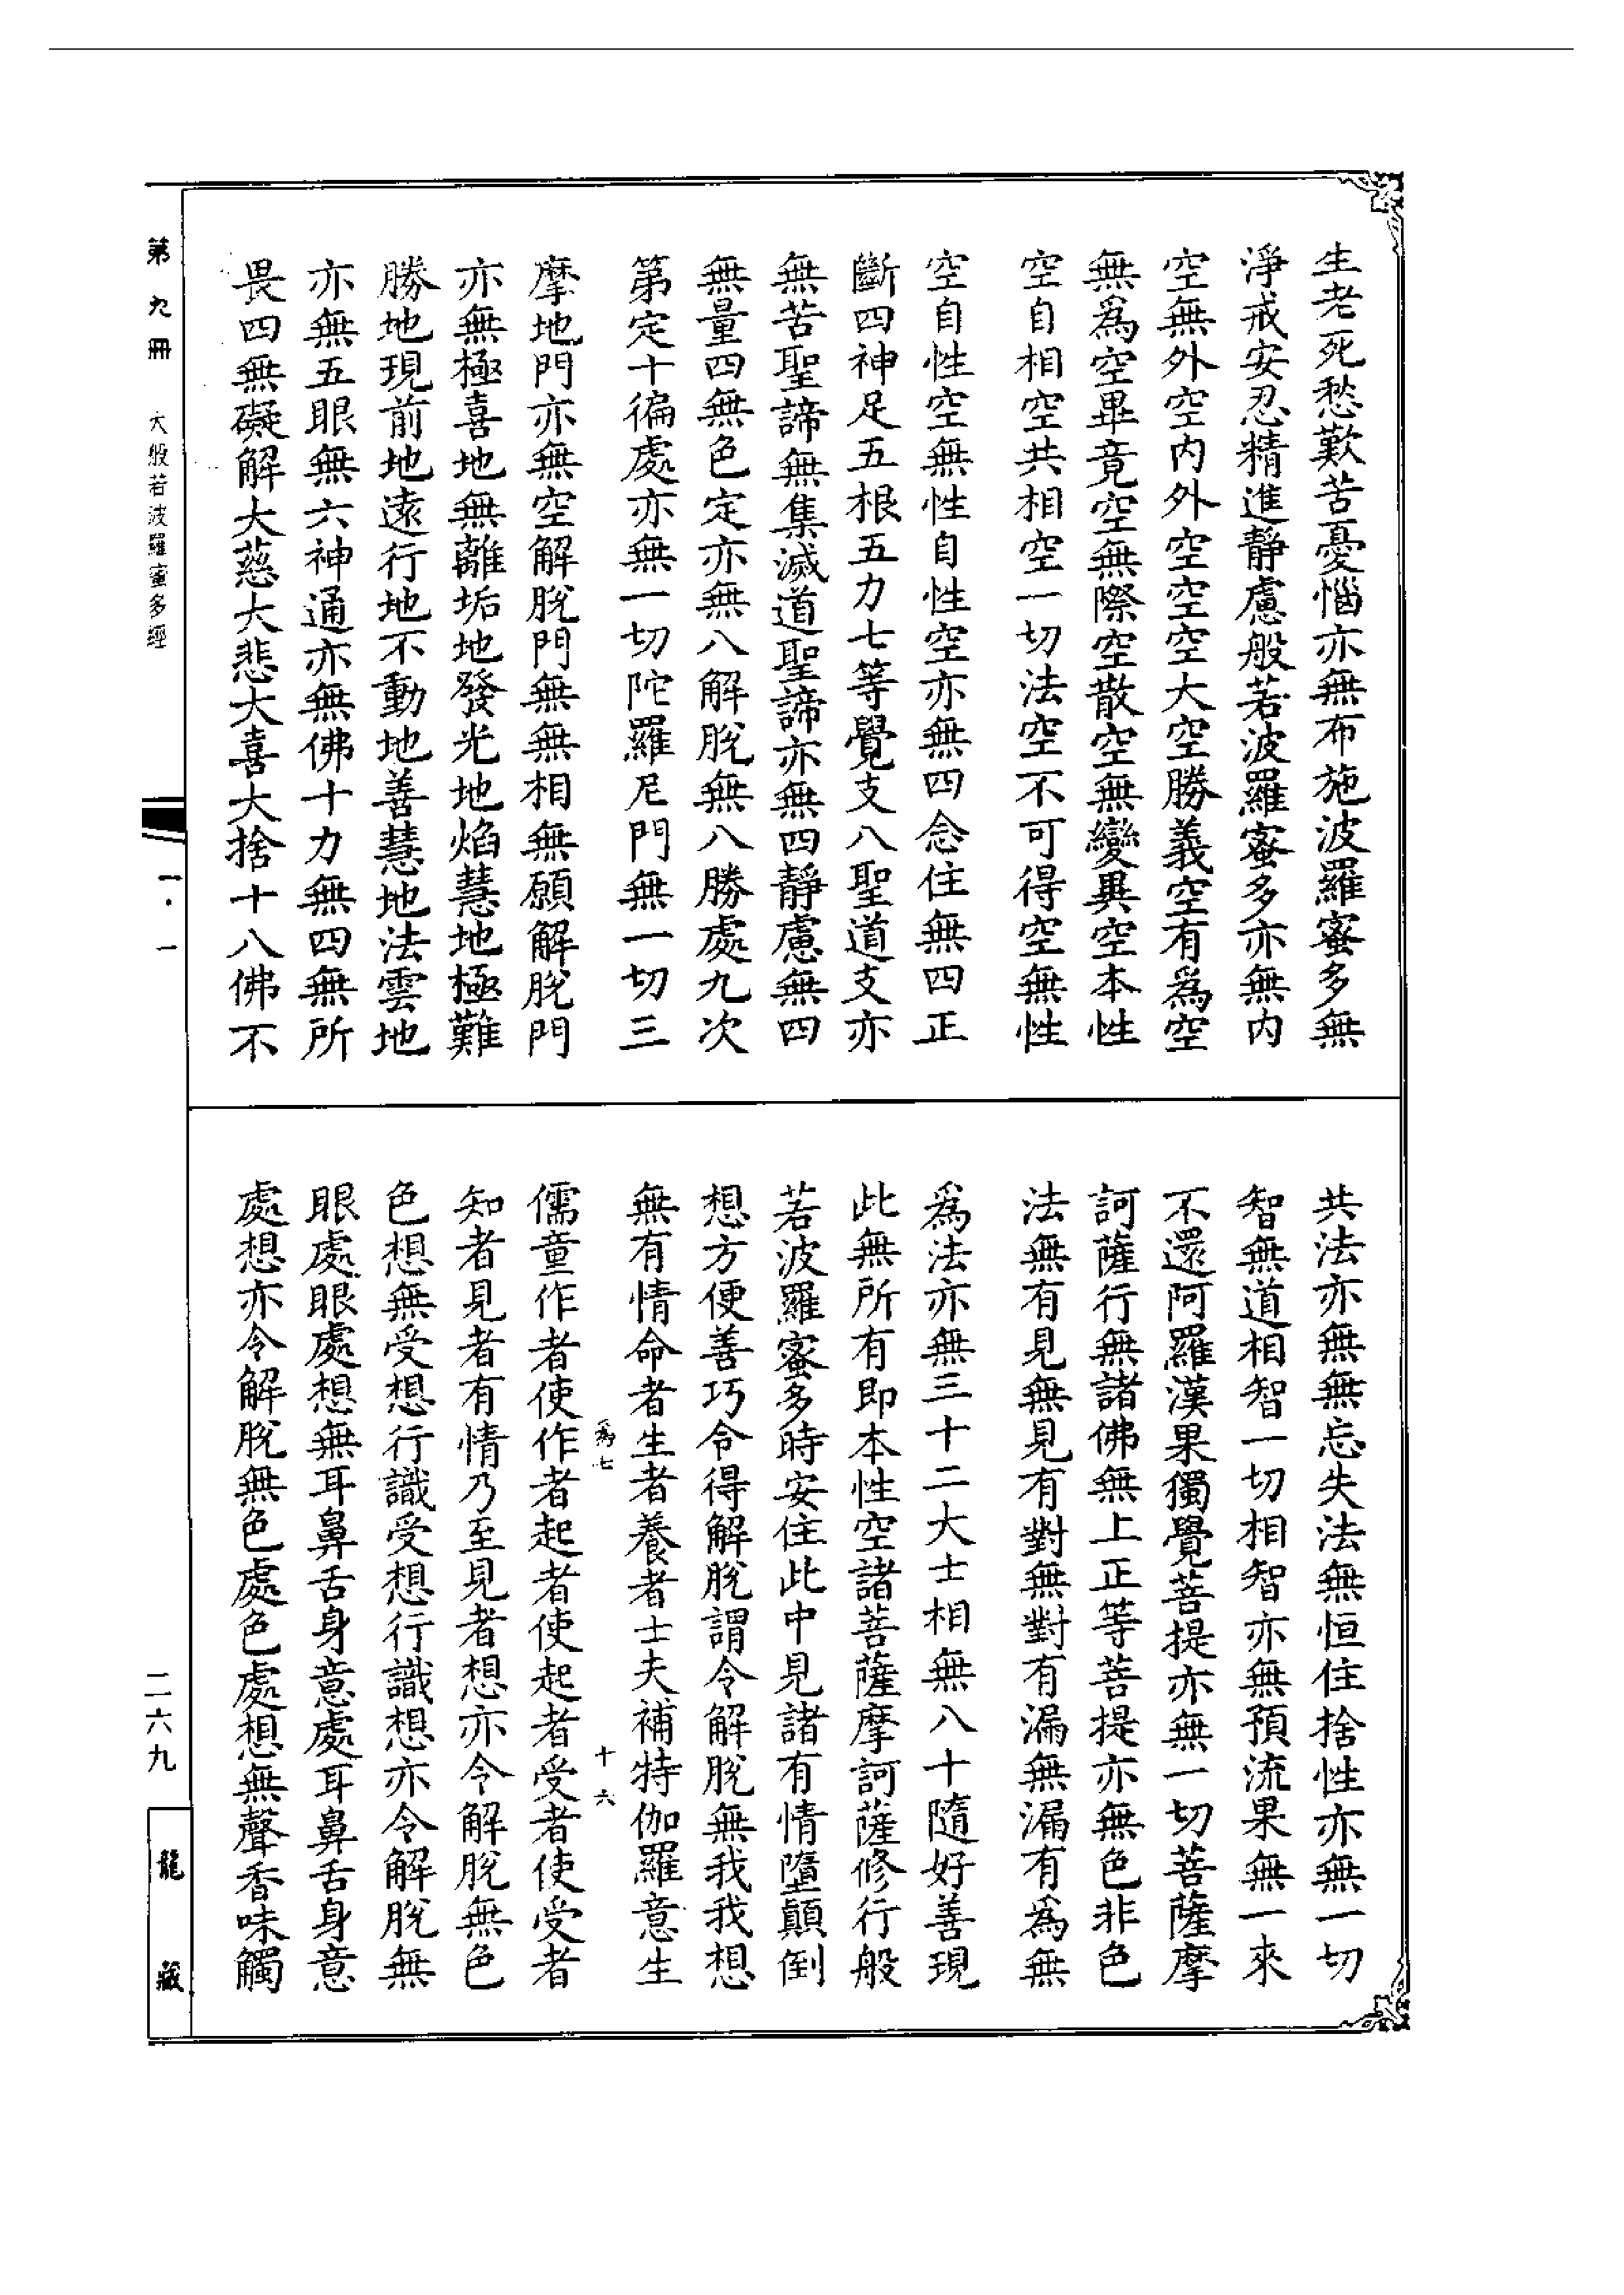 生老死愁歎苦憂惱亦無布施波羅蜜多無
淨戒安忍精進靜慮般若波羅蜜多亦無内
空無外空内外空空空大空勝義空有爲空
無爲空畢竟空無際空散空無變異空本性
空自相空共相空一切法空不可得空無性
空自性空無性自性空亦無四念住無四正
斷四神足五根五力七等覺支八聖道支亦
無苦聖諦無集滅道聖諦亦無四靜慮無四
無量四無色定亦無八解脫無八勝處九次
第定十徧處亦無一切陀羅尼門無一切三
摩地門亦無空解脫門無無相無願解脫門
亦無極喜地無離垢地發光地焰慧地極難
勝地現前地遠行地不動地善慧地法雲地
亦無五眼無六神通亦無佛十力無四無所
畏四無礙解大慈大悲大喜大捨十八佛不
共法亦無無忘失法無恒住捨性亦無一切
智無道相智一切相智亦無預流果無一來
不還阿羅漢果獨覺菩提亦無一切菩薩摩
訶薩行無諸佛無上正等菩提亦無色非色
法無有見無見有對無對有漏無漏有爲無
爲法亦無三十二大士相無八十隨好善現
此無所有即本性空諸菩薩摩訶薩修行般
若波羅蜜多時安住此中見諸有情墮顛倒
想方便善巧令得解脫謂令解脫無我我想
無有情命者生者養者士夫補特伽羅意生
爲七 十六
儒童作者使作者起者使起者受者使受者
知者見者有情乃至見者想亦令解脫無色
色想無受想行識受想行識想亦令解脫無
眼處眼處想無耳鼻舌身意處耳鼻舌身意
處想亦令解脫無色處色處想無聲香味觸
第九冊 大般若波羅蜜多經
一·一
二六九
龍藏